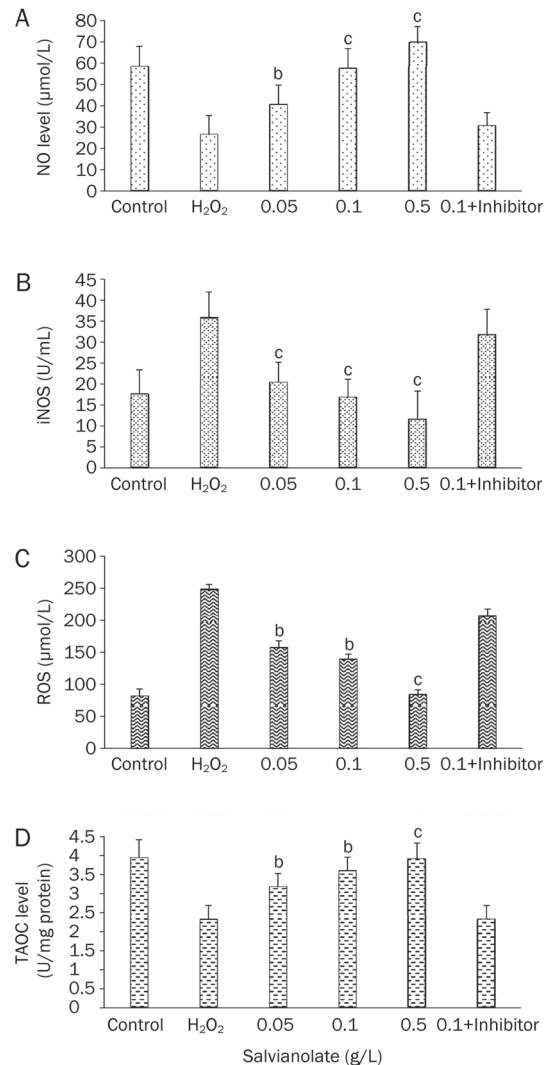 A
NO level (μmol/L)
80
70
60
50
40
30
20
10
0
b
c
c
Control H₂O₂ 0.05 0.1 0.5 0.1+Inhibitor
B
iNOS (U/mL)
45
40
35
30
25
20
15
10
5
0
c
c
c
Control H₂O₂ 0.05 0.1 0.5 0.1+Inhibitor
C
ROS (μmol/L)
300
250
200
150
100
50
0
b
b
c
Control H₂O₂ 0.05 0.1 0.5 0.1+Inhibitor
D
TAOC level
(U/mg protein)
4.5
4
3.5
3
2.5
2
1.5
1
0.5
0
b
b
c
Control H₂O₂ 0.05 0.1 0.5 0.1+Inhibitor
Salvianolate (g/L)